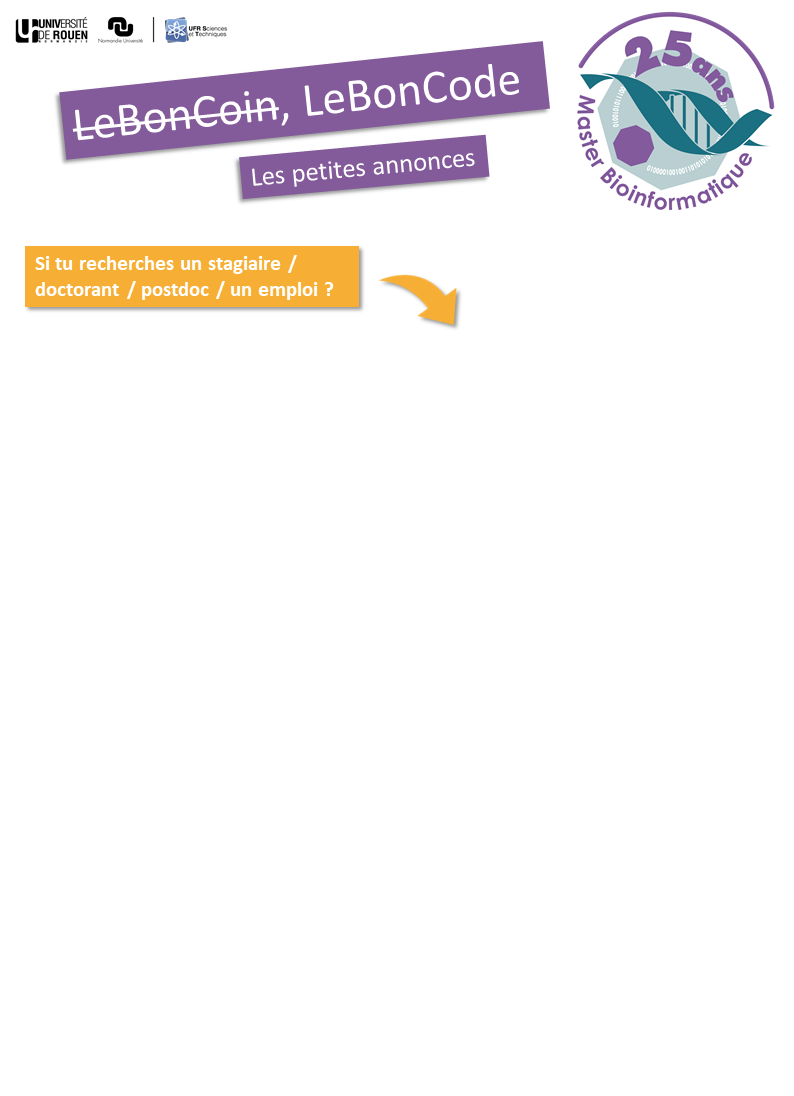 UNIVERSITÉ
DE ROUEN
NORMANDIE
Normandie Université
UFR Sciences
et Techniques
25 ans
Master Bioinformatique
LeBonCoin, LeBonCode
Les petites annonces
Si tu recherches un stagiaire /
doctorant / postdoc / un emploi ?